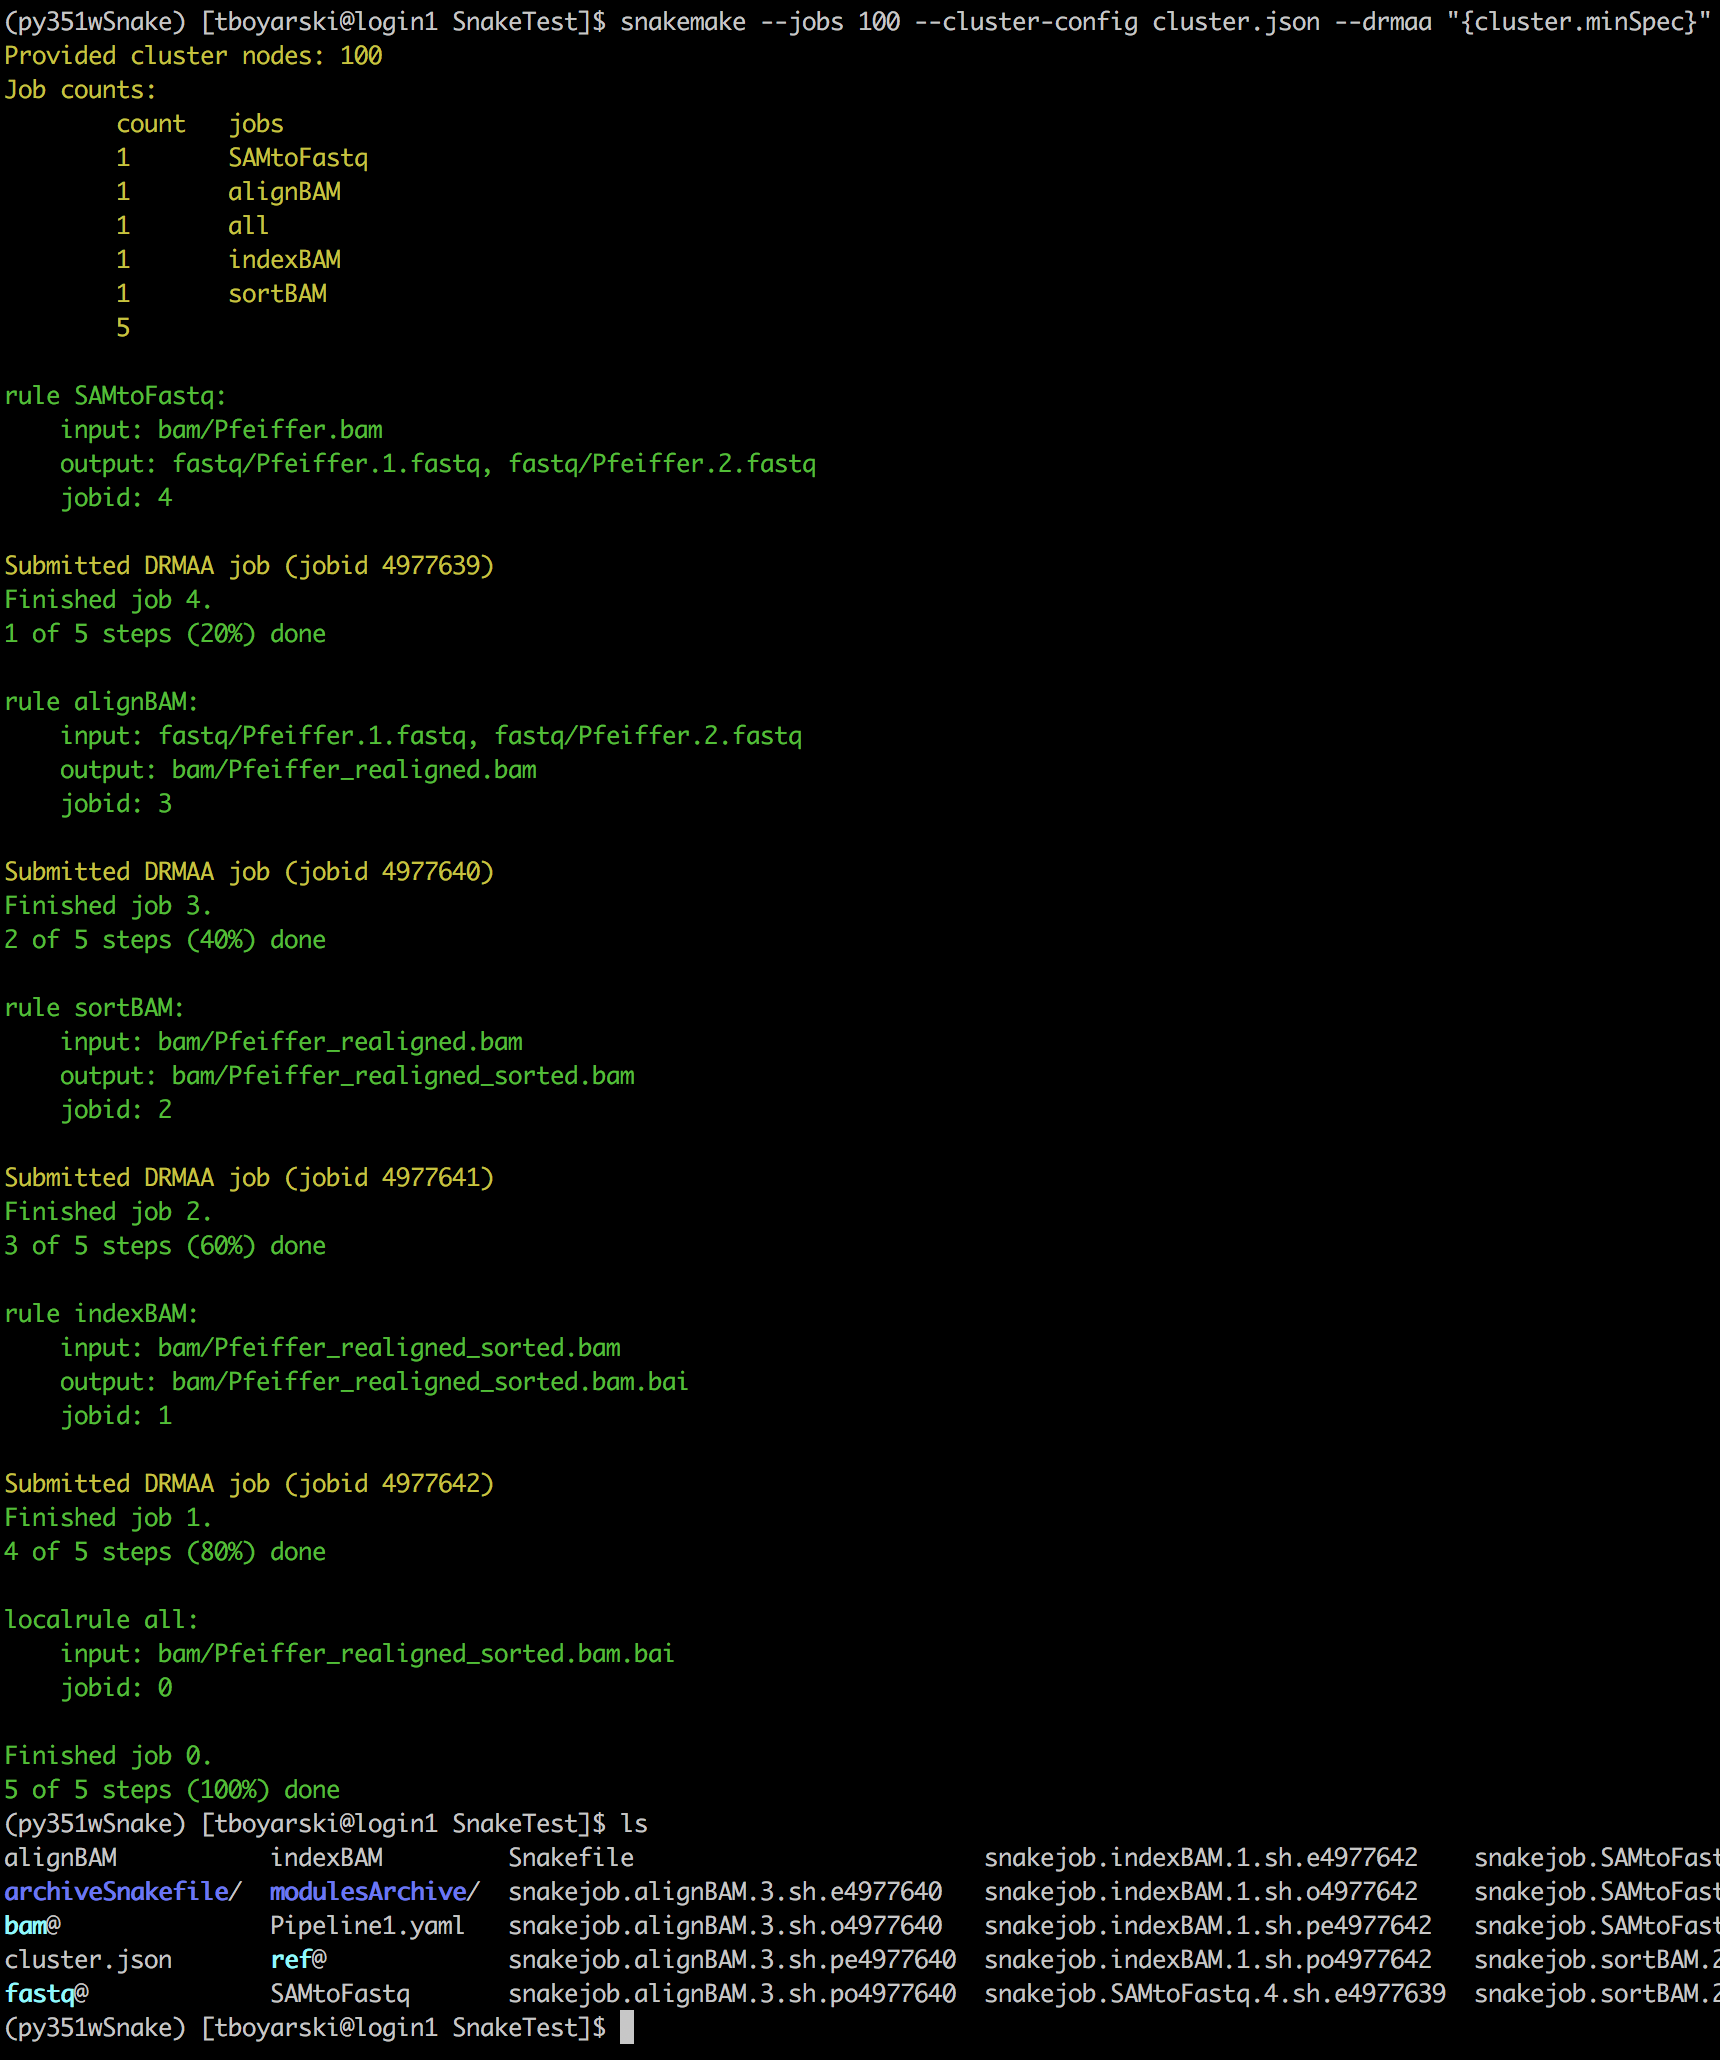 (py351wSnake) [tboyarski@login1 SnakeTest]$ snakemake --jobs 100 --cluster-config cluster.json --drmaa "{cluster.minSpec}"
Provided cluster nodes: 100
Job counts:
count jobs
1 SAMtoFastq
1 alignBAM
1 all
1 indexBAM
1 sortBAM
5
rule SAMtoFastq:
input: bam/Pfeiffer.bam
output: fastq/Pfeiffer.1.fastq, fastq/Pfeiffer.2.fastq
jobid: 4
Submitted DRMAA job (jobid 4977639)
Finished job 4.
1 of 5 steps (20%) done
rule alignBAM:
input: fastq/Pfeiffer.1.fastq, fastq/Pfeiffer.2.fastq
output: bam/Pfeiffer_realigned.bam
jobid: 3
Submitted DRMAA job (jobid 4977640)
Finished job 3.
2 of 5 steps (40%) done
rule sortBAM:
input: bam/Pfeiffer_realigned.bam
output: bam/Pfeiffer_realigned_sorted.bam
jobid: 2
Submitted DRMAA job (jobid 4977641)
Finished job 2.
3 of 5 steps (60%) done
rule indexBAM:
input: bam/Pfeiffer_realigned_sorted.bam
output: bam/Pfeiffer_realigned_sorted.bam.bai
jobid: 1
Submitted DRMAA job (jobid 4977642)
Finished job 1.
4 of 5 steps (80%) done
localrule all:
input: bam/Pfeiffer_realigned_sorted.bam.bai
jobid: 0
Finished job 0.
5 of 5 steps (100%) done
(py351wSnake) [tboyarski@login1 SnakeTest]$ ls
alignBAM indexBAM Snakefile snakejob.indexBAM.1.sh.e4977642 snakejob.SAMtoFast
archiveSnakefile/ modulesArchive/ snakejob.alignBAM.3.sh.e4977640 snakejob.indexBAM.1.sh.o4977642 snakejob.SAMtoFast
bam@ Pipeline1.yaml snakejob.alignBAM.3.sh.o4977640 snakejob.indexBAM.1.sh.pe4977642 snakejob.SAMtoFast
cluster.json ref@ snakejob.alignBAM.3.sh.pe4977640 snakejob.indexBAM.1.sh.po4977642 snakejob.sortBAM.2
fastq@ SAMtoFastq snakejob.alignBAM.3.sh.po4977640 snakejob.SAMtoFastq.4.sh.e4977639 snakejob.sortBAM.2
(py351wSnake) [tboyarski@login1 SnakeTest]$